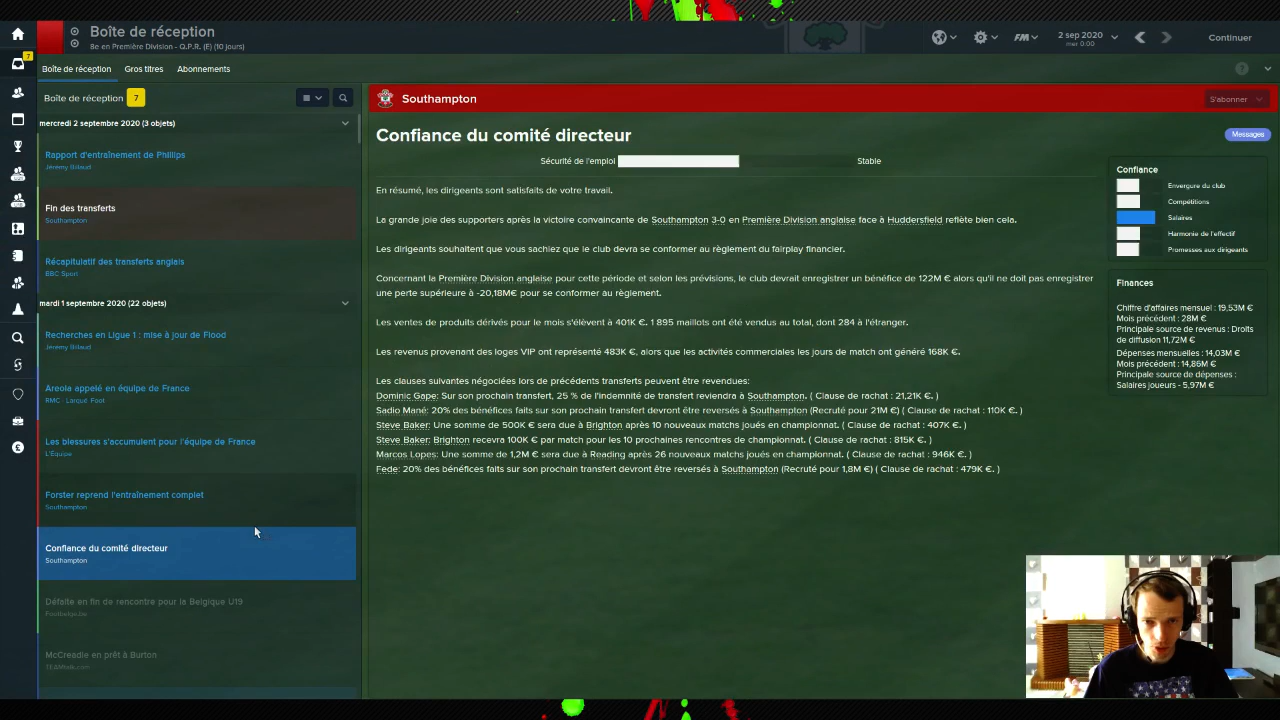 Boîte de réception
8e en Première Division - Q.P.R. (E) (10 jours)
FM
2 sep 2020
mer 0:00
Continuer
7
Boîte de réception
Gros titres
Abonnements
Boîte de réception 7
mercredi 2 septembre 2020 (3 objets)
Rapport d'entraînement de Phillips
Jérémy Billaud
Fin des transferts
Southampton
Récapitulatif des transferts anglais
BBC Sport
mardi 1 septembre 2020 (22 objets)
Recherches en Ligue 1 : mise à jour de Flood
Jérémy Billaud
Areola appelé en équipe de France
RMC - Larqué Foot
Les blessures s'accumulent pour l'équipe de France
L'Équipe
Forster reprend l'entraînement complet
Southampton
Confiance du comité directeur
Southampton
Défaite en fin de rencontre pour la Belgique U19
Footbelgo.be
McCreadie en prêt à Burton
TEAMtalk.com
Southampton
S'abonner
Confiance du comité directeur
Messages
Sécurité de l'emploi
Stable
En résumé, les dirigeants sont satisfaits de votre travail.
La grande joie des supporters après la victoire convaincante de Southampton 3-0 en Première Division anglaise face à Huddersfield reflète bien cela.
Les dirigeants souhaitent que vous sachiez que le club devra se conformer au règlement du fairplay financier.
Concernant la Première Division anglaise pour cette période et selon les prévisions, le club devrait enregistrer un bénéfice de 122M € alors qu'il ne doit pas enregistrer
une perte supérieure à -20,18M€ pour se conformer au règlement.
Les ventes de produits dérivés pour le mois s'élèvent à 401K €. 1 895 maillots ont été vendus au total, dont 284 à l'étranger.
Les revenus provenant des loges VIP ont représenté 483K €, alors que les activités commerciales les jours de match ont généré 168K €.
Les clauses suivantes négociées lors de précédents transferts peuvent être revendues:
Dominic Gape: Sur son prochain transfert, 25 % de l'indemnité de transfert reviendra à Southampton. ( Clause de rachat : 21,21K €. )
Sadio Mané: 20% des bénéfices faits sur son prochain transfert devront être reversés à Southampton (Recruté pour 21M €) ( Clause de rachat : 110K €. )
Steve Baker: Une somme de 500K € sera due à Brighton après 10 nouveaux matchs joués en championnat. ( Clause de rachat : 407K €. )
Steve Baker: Brighton recevra 100K € par match pour les 10 prochaines rencontres de championnat. ( Clause de rachat : 815K €. )
Marcos Lopes: Une somme de 1,2M € sera due à Reading après 26 nouveaux matchs joués en championnat. ( Clause de rachat : 946K €. )
Fede: 20% des bénéfices faits sur son prochain transfert devront être reversés à Southampton (Recruté pour 1,8M €) ( Clause de rachat : 479K €. )
Confiance
Envergure du club
Compétitions
Salaires
Harmonie de l'effectif
Promesses aux dirigeants
Finances
Chiffre d'affaires mensuel : 19,53M €
Mois précédent : 28M €
Principale source de revenus : Droits
de diffusion 11,72M €
Dépenses mensuelles : 14,03M €
Mois précédent : 14,86M €
Principale source de dépenses :
Salaires joueurs - 5,97M €